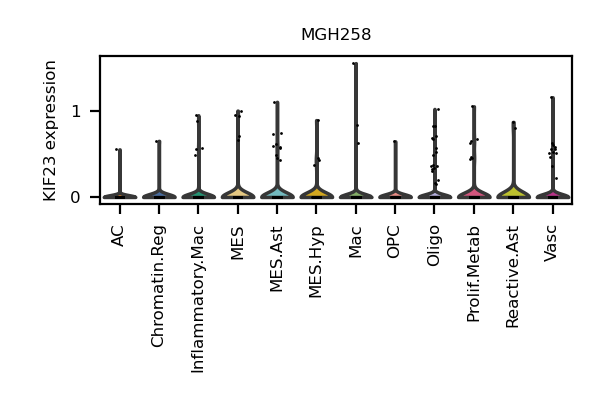 MGH258
KIF23 expression
1
0
AC
Chromatin.Reg
Inflammatory.Mac
MES
MES.Ast
MES.Hyp
Mac
OPC
Oligo
Prolif.Metab
Reactive.Ast
Vasc